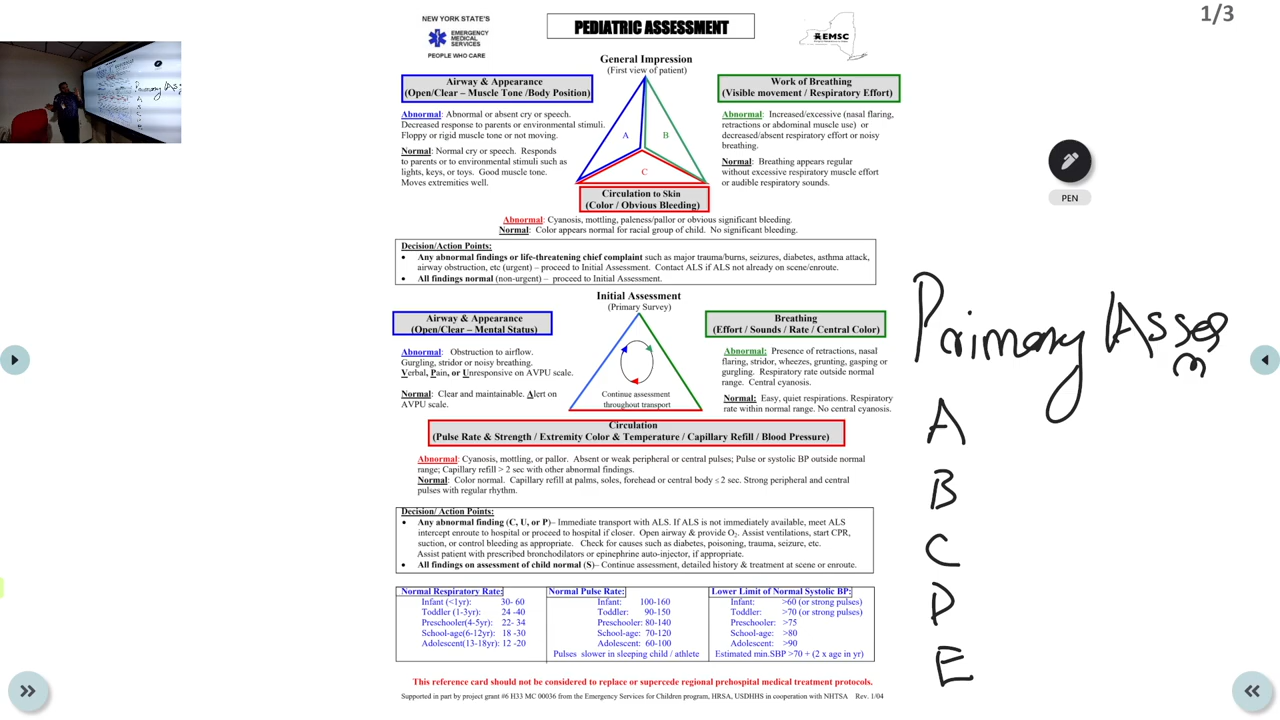 1/3
NEW YORK STATE'S
EMERGENCY
MEDICAL
SERVICES
PEOPLE WHO CARE
PEDIATRIC ASSESSMENT
REMSC
General Impression
(First view of patient)
Airway & Appearance
(Open/Clear – Muscle Tone /Body Position)
Work of Breathing
(Visible movement / Respiratory Effort)
Abnormal: Abnormal or absent cry or speech.
Decreased response to parents or environmental stimuli.
Floppy or rigid muscle tone or not moving.
Normal: Normal cry or speech. Responds
to parents or to environmental stimuli such as
lights, keys, or toys. Good muscle tone.
Moves extremities well.
A
B
C
Abnormal: Increased/excessive (nasal flaring,
retractions or abdominal muscle use) or
decreased/absent respiratory effort or noisy
breathing.
Normal: Breathing appears regular
without excessive respiratory muscle effort
or audible respiratory sounds.
PEN
Circulation to Skin
(Color / Obvious Bleeding)
Abnormal: Cyanosis, mottling, paleness/pallor or obvious significant bleeding.
Normal: Color appears normal for racial group of child. No significant bleeding.
Decision/Action Points:
• Any abnormal findings or life-threatening chief complaint such as major trauma/burns, seizures, diabetes, asthma attack,
airway obstruction, etc (urgent) – proceed to Initial Assessment. Contact ALS if ALS not already on scene/enroute.
• All findings normal (non-urgent) – proceed to Initial Assessment.
Initial Assessment
(Primary Survey)
Airway & Appearance
(Open/Clear – Mental Status)
Breathing
(Effort / Sounds / Rate / Central Color)
Abnormal: Obstruction to airflow.
Gurgling, stridor or noisy breathing.
Verbal, Pain, or Unresponsive on AVPU scale.
Normal: Clear and maintainable. Alert on
AVPU scale.
Continue assessment
throughout transport
Abnormal: Presence of retractions, nasal
flaring, stridor, wheezes, grunting, gasping or
gurgling. Respiratory rate outside normal
range. Central cyanosis.
Normal: Easy, quiet respirations. Respiratory
rate within normal range. No central cyanosis.
Circulation
(Pulse Rate & Strength / Extremity Color & Temperature / Capillary Refill / Blood Pressure)
Abnormal: Cyanosis, mottling, or pallor. Absent or weak peripheral or central pulses; Pulse or systolic BP outside normal
range; Capillary refill > 2 sec with other abnormal findings.
Normal: Color normal. Capillary refill at palms, soles, forehead or central body ≤ 2 sec. Strong peripheral and central
pulses with regular rhythm.
Decision/ Action Points:
• Any abnormal finding (C, U, or P)– Immediate transport with ALS. If ALS is not immediately available, meet ALS
intercept enroute to hospital or proceed to hospital if closer. Open airway & provide O₂. Assist ventilations, start CPR,
suction, or control bleeding as appropriate. Check for causes such as diabetes, poisoning, trauma, seizure, etc.
Assist patient with prescribed bronchodilators or epinephrine auto-injector, if appropriate.
• All findings on assessment of child normal (S)– Continue assessment, detailed history & treatment at scene or enroute.
Normal Respiratory Rate:
Infant (<1yr): 30- 60
Toddler (1-3yr): 24 -40
Preschooler(4-5yr): 22- 34
School-age(6-12yr): 18 -30
Adolescent(13-18yr): 12 -20
Normal Pulse Rate:
Infant: 100-160
Toddler: 90-150
Preschooler: 80-140
School-age: 70-120
Adolescent: 60-100
Pulses slower in sleeping child / athlete
Lower Limit of Normal Systolic BP:
Infant: >60 (or strong pulses)
Toddler: >70 (or strong pulses)
Preschooler: >75
School-age: >80
Adolescent: >90
Estimated min.SBP >70 + (2 x age in yr)
This reference card should not be considered to replace or supercede regional prehospital medical treatment protocols.
Supported in part by project grant #6 H33 MC 00036 from the Emergency Services for Children program, HRSA, USDHHS in cooperation with NHTSA Rev. 1/04
Primary
A
B
C
D
E